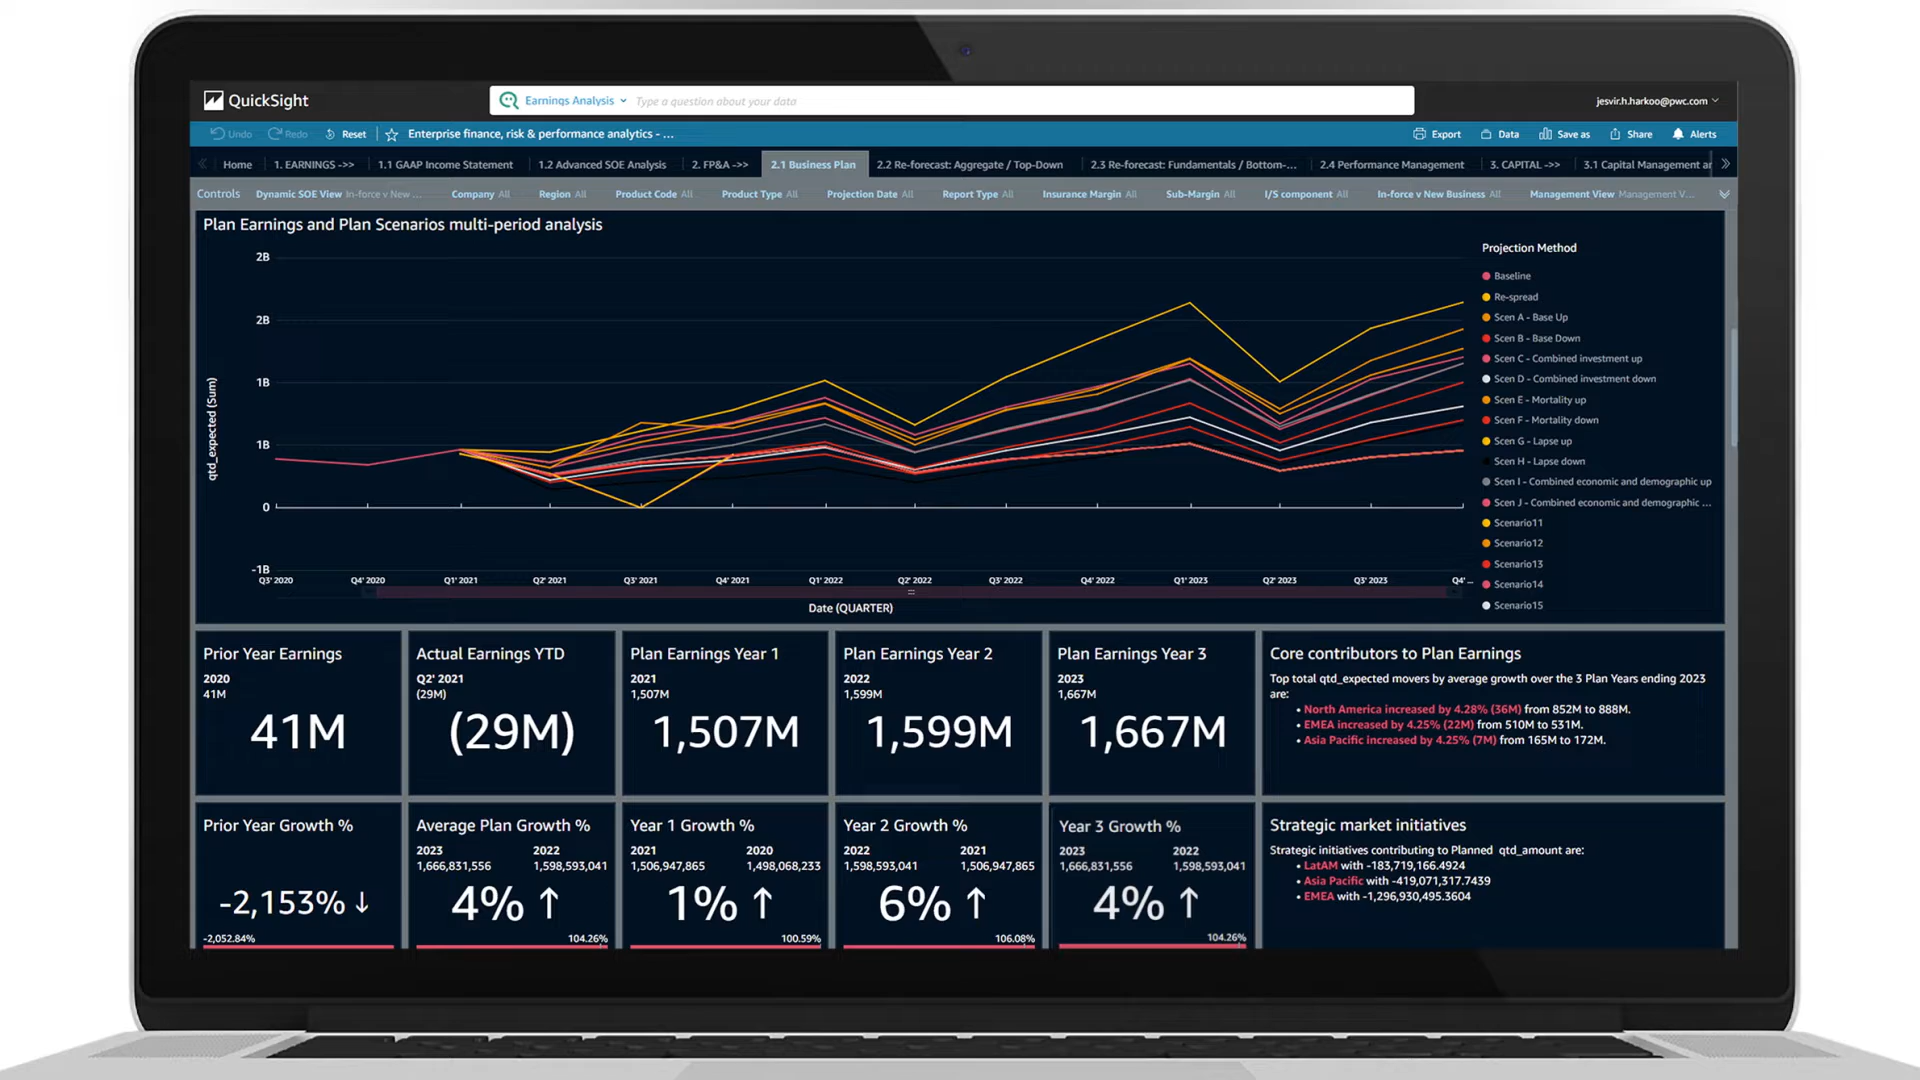 QuickSight
Earnings Analysis
Type a question about your data
jesvir.h.harkoo@pwc.com
Undo
Redo
Reset
Enterprise finance, risk & performance analytics - ...
Export
Data
Save as
Share
Alerts
Home
1. EARNINGS ->>
1.1 GAAP Income Statement
1.2 Advanced SOE Analysis
2. FP&A ->>
2.1 Business Plan
2.2 Re-forecast: Aggregate / Top-Down
2.3 Re-forecast: Fundamentals / Bottom-...
2.4 Performance Management
3. CAPITAL ->>
3.1 Capital Management ar
Controls
Dynamic SOE View In-force v New ...
Company All
Region All
Product Code All
Product Type All
Projection Date All
Report Type All
Insurance Margin All
Sub-Margin All
I/S component All
In-force v New Business All
Management View Management V...
Plan Earnings and Plan Scenarios multi-period analysis
2B
2B
1B
1B
0
-1B
qtd_expected (Sum)
Q3' 2020
Q4' 2020
Q1' 2021
Q2' 2021
Q3' 2021
Q4' 2021
Q1' 2022
Q2' 2022
Q3' 2022
Q4' 2022
Q1' 2023
Q2' 2023
Q3' 2023
Q4' ...
Date (QUARTER)
Projection Method
Baseline
Re-spread
Scen A - Base Up
Scen B - Base Down
Scen C - Combined investment up
Scen D - Combined investment down
Scen E - Mortality up
Scen F - Mortality down
Scen G - Lapse up
Scen H - Lapse down
Scen I - Combined economic and demographic up
Scen J - Combined economic and demographic ...
Scenario11
Scenario12
Scenario13
Scenario14
Scenario15
Prior Year Earnings
2020
41M
41M
Actual Earnings YTD
Q2' 2021
(29M)
(29M)
Plan Earnings Year 1
2021
1,507M
1,507M
Plan Earnings Year 2
2022
1,599M
1,599M
Plan Earnings Year 3
2023
1,667M
1,667M
Core contributors to Plan Earnings
Top total qtd_expected movers by average growth over the 3 Plan Years ending 2023
are:
• North America increased by 4.28% (36M) from 852M to 888M.
• EMEA increased by 4.25% (22M) from 510M to 531M.
• Asia Pacific increased by 4.25% (7M) from 165M to 172M.
Prior Year Growth %
-2,153% ↓
-2,052.84%
Average Plan Growth %
2023 2022
1,666,831,556 1,598,593,041
4% ↑
104.26%
Year 1 Growth %
2021 2020
1,506,947,865 1,498,068,233
1% ↑
100.59%
Year 2 Growth %
2022 2021
1,598,593,041 1,506,947,865
6% ↑
106.08%
Year 3 Growth %
2023 2022
1,666,831,556 1,598,593,041
4% ↑
104.26%
Strategic market initiatives
Strategic initiatives contributing to Planned qtd_amount are:
• LatAM with -183,719,166.4924
• Asia Pacific with -419,071,317.7439
• EMEA with -1,296,930,495.3604